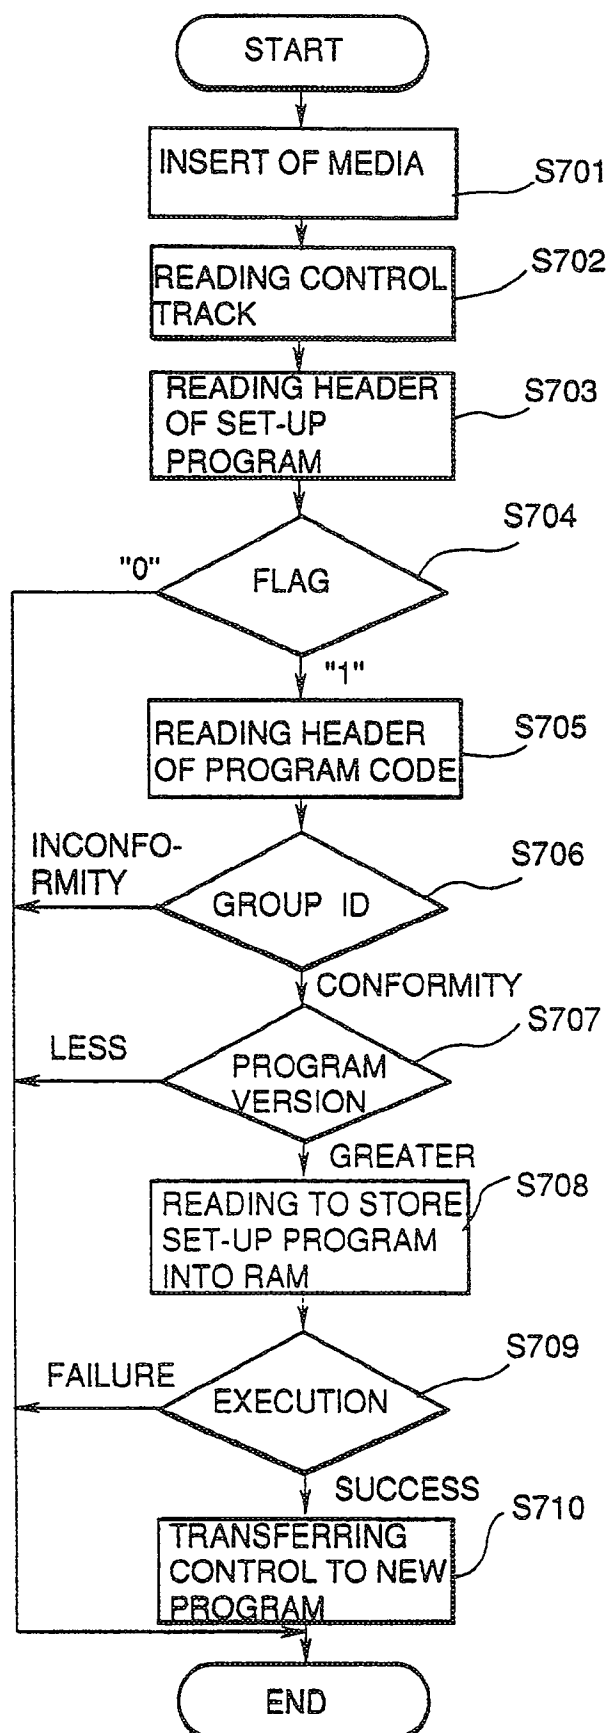 START
INSERT OF MEDIA
S701
READING CONTROL
TRACK
S702
READING HEADER
OF SET-UP
PROGRAM
S703
FLAG
S704
"0"
"1"
READING HEADER
OF PROGRAM CODE
S705
INCONFO-
RMITY
GROUP ID
S706
CONFORMITY
LESS
PROGRAM
VERSION
S707
GREATER
READING TO STORE
SET-UP PROGRAM
INTO RAM
S708
FAILURE
EXECUTION
S709
SUCCESS
TRANSFERRING
CONTROL TO NEW
PROGRAM
S710
END